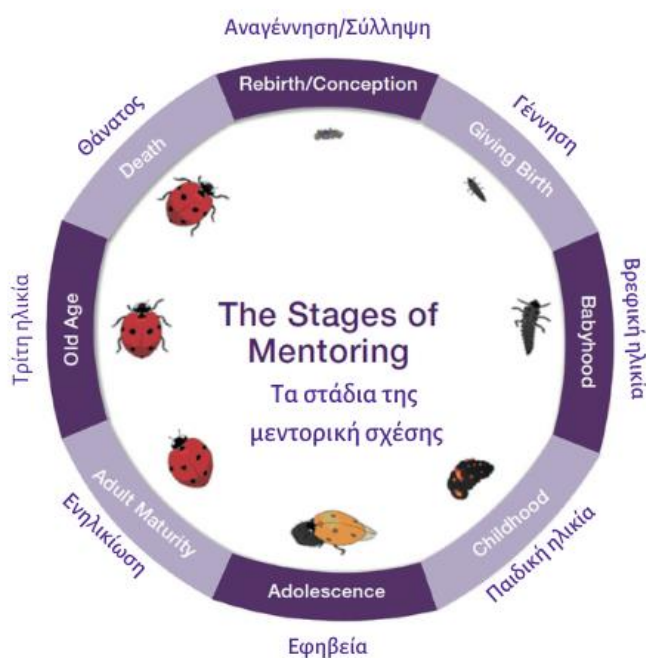 Αναγέννηση/Σύλληψη
Rebirth/Conception
Γέννηση
Giving Birth
Βρεφική ηλικία
Babyhood
Παιδική ηλικία
Childhood
Εφηβεία
Adolescence
Ενηλικίωση
Adult Maturity
Τρίτη ηλικία
Old Age
Θάνατος
Death
The Stages of
Mentoring
Τα στάδια της
μεντορική σχέσης